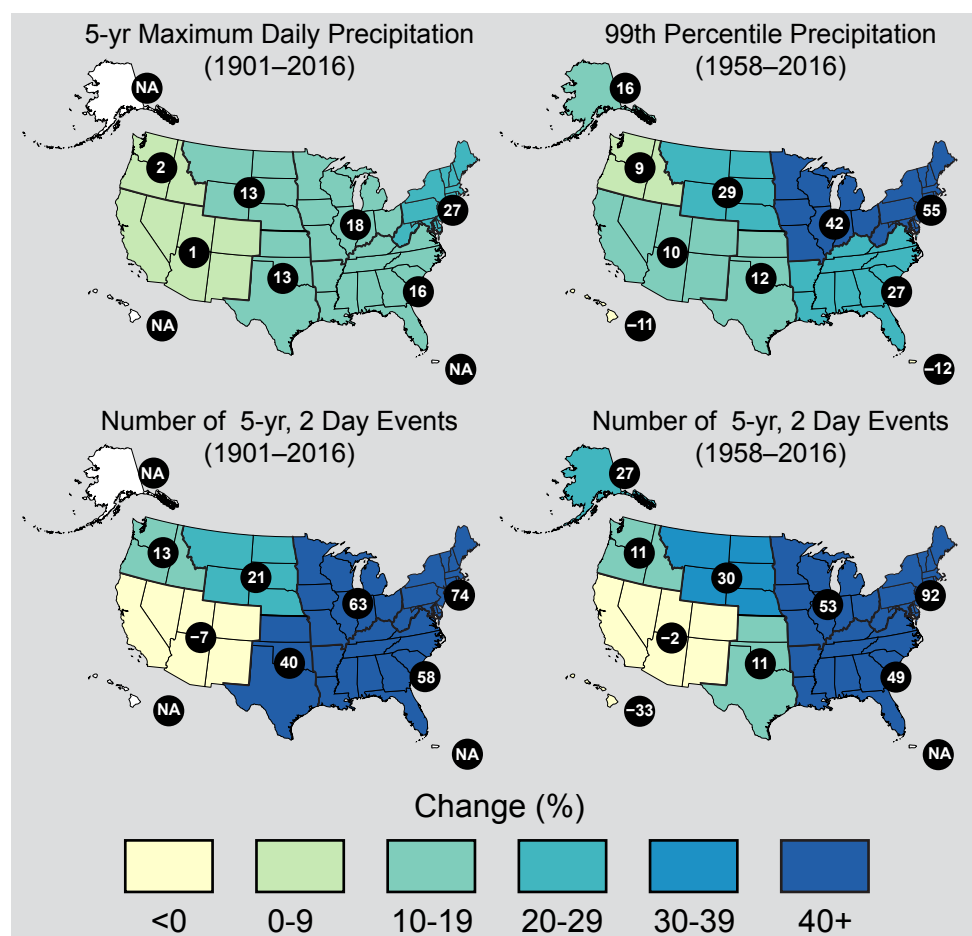 5-yr Maximum Daily Precipitation
(1901–2016)
NA
2
13
18
27
1
13
16
NA
NA
99th Percentile Precipitation
(1958–2016)
16
9
29
42
55
10
12
27
–11
–12
Number of 5-yr, 2 Day Events
(1901–2016)
NA
13
21
63
74
–7
40
58
NA
NA
Number of 5-yr, 2 Day Events
(1958–2016)
27
11
30
53
92
–2
11
49
–33
NA
Change (%)
<0 0-9 10-19 20-29 30-39 40+